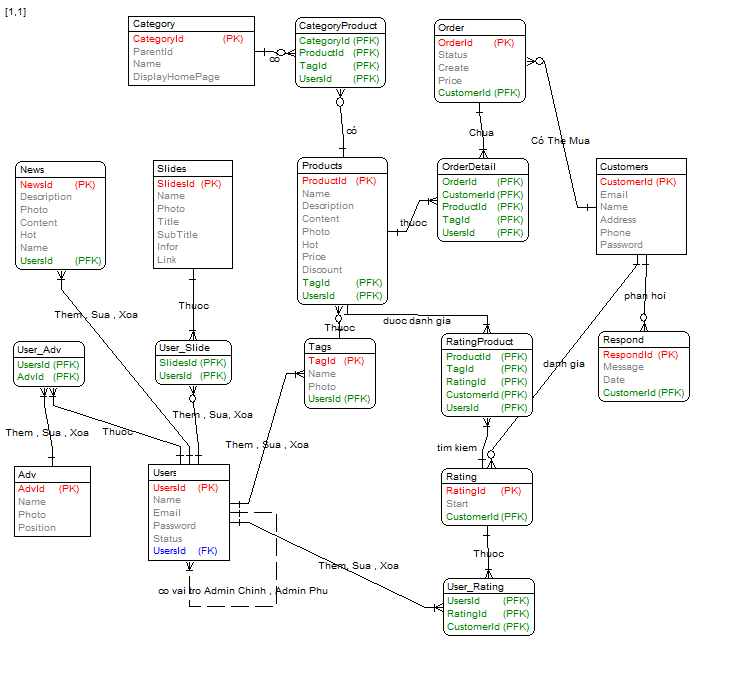 [1,1]
Category
CategoryId (PK)
ParentId
Name
DisplayHomePage
có
CategoryProduct
CategoryId (PFK)
ProductId (PFK)
TagId (PFK)
UsersId (PFK)
Order
OrderId (PK)
Status
Create
Price
CustomerId (PFK)
có
Chua
Có The Mua
News
NewsId (PK)
Description
Photo
Content
Hot
Name
UsersId (PFK)
Slides
SlidesId (PK)
Name
Photo
Title
SubTitle
Infor
Link
Products
ProductId (PK)
Name
Description
Content
Photo
Hot
Price
Discount
TagId (PFK)
UsersId (PFK)
thuoc
OrderDetail
OrderId (PFK)
CustomerId (PFK)
ProductId (PFK)
TagId (PFK)
UsersId (PFK)
Customers
CustomerId (PK)
Email
Name
Address
Phone
Password
Them , Sua , Xoa
Thuoc
Thuoc
duoc danh gia
phan hoi
User_Adv
UsersId (PFK)
AdvId (PFK)
User_Slide
SlidesId (PFK)
UsersId (PFK)
Tags
TagId (PK)
Name
Photo
UsersId (PFK)
RatingProduct
ProductId (PFK)
TagId (PFK)
RatingId (PFK)
CustomerId (PFK)
UsersId (PFK)
danh gia
Respond
RespondId (PK)
Message
Date
CustomerId (PFK)
Them , Sua , Xoa
Thuoc
Them , Sua, Xoa
Them , Sua , Xoa
tim kiem
Adv
AdvId (PK)
Name
Photo
Position
Users
UsersId (PK)
Name
Email
Password
Status
UsersId (FK)
Rating
RatingId (PK)
Start
CustomerId (PFK)
Thuoc
Them, Sua , Xoa
co vai tro Admin Chinh , Admin Phu
User_Rating
UsersId (PFK)
RatingId (PFK)
CustomerId (PFK)